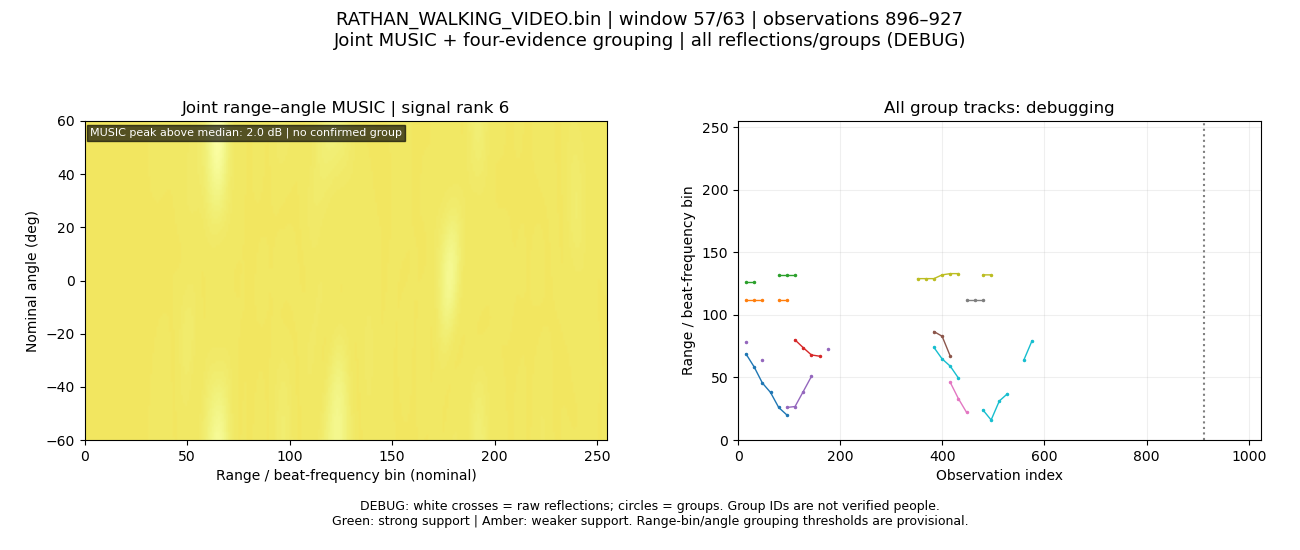 RATHAN_WALKING_VIDEO.bin | window 57/63 | observations 896–927
Joint MUSIC + four-evidence grouping | all reflections/groups (DEBUG)
Joint range–angle MUSIC | signal rank 6
MUSIC peak above median: 2.0 dB | no confirmed group
60
40
20
0
−20
−40
−60
Nominal angle (deg)
0
50
100
150
200
250
Range / beat-frequency bin (nominal)
All group tracks: debugging
250
200
150
100
50
0
Range / beat-frequency bin
0
200
400
600
800
1000
Observation index
DEBUG: white crosses = raw reflections; circles = groups. Group IDs are not verified people.
Green: strong support | Amber: weaker support. Range-bin/angle grouping thresholds are provisional.